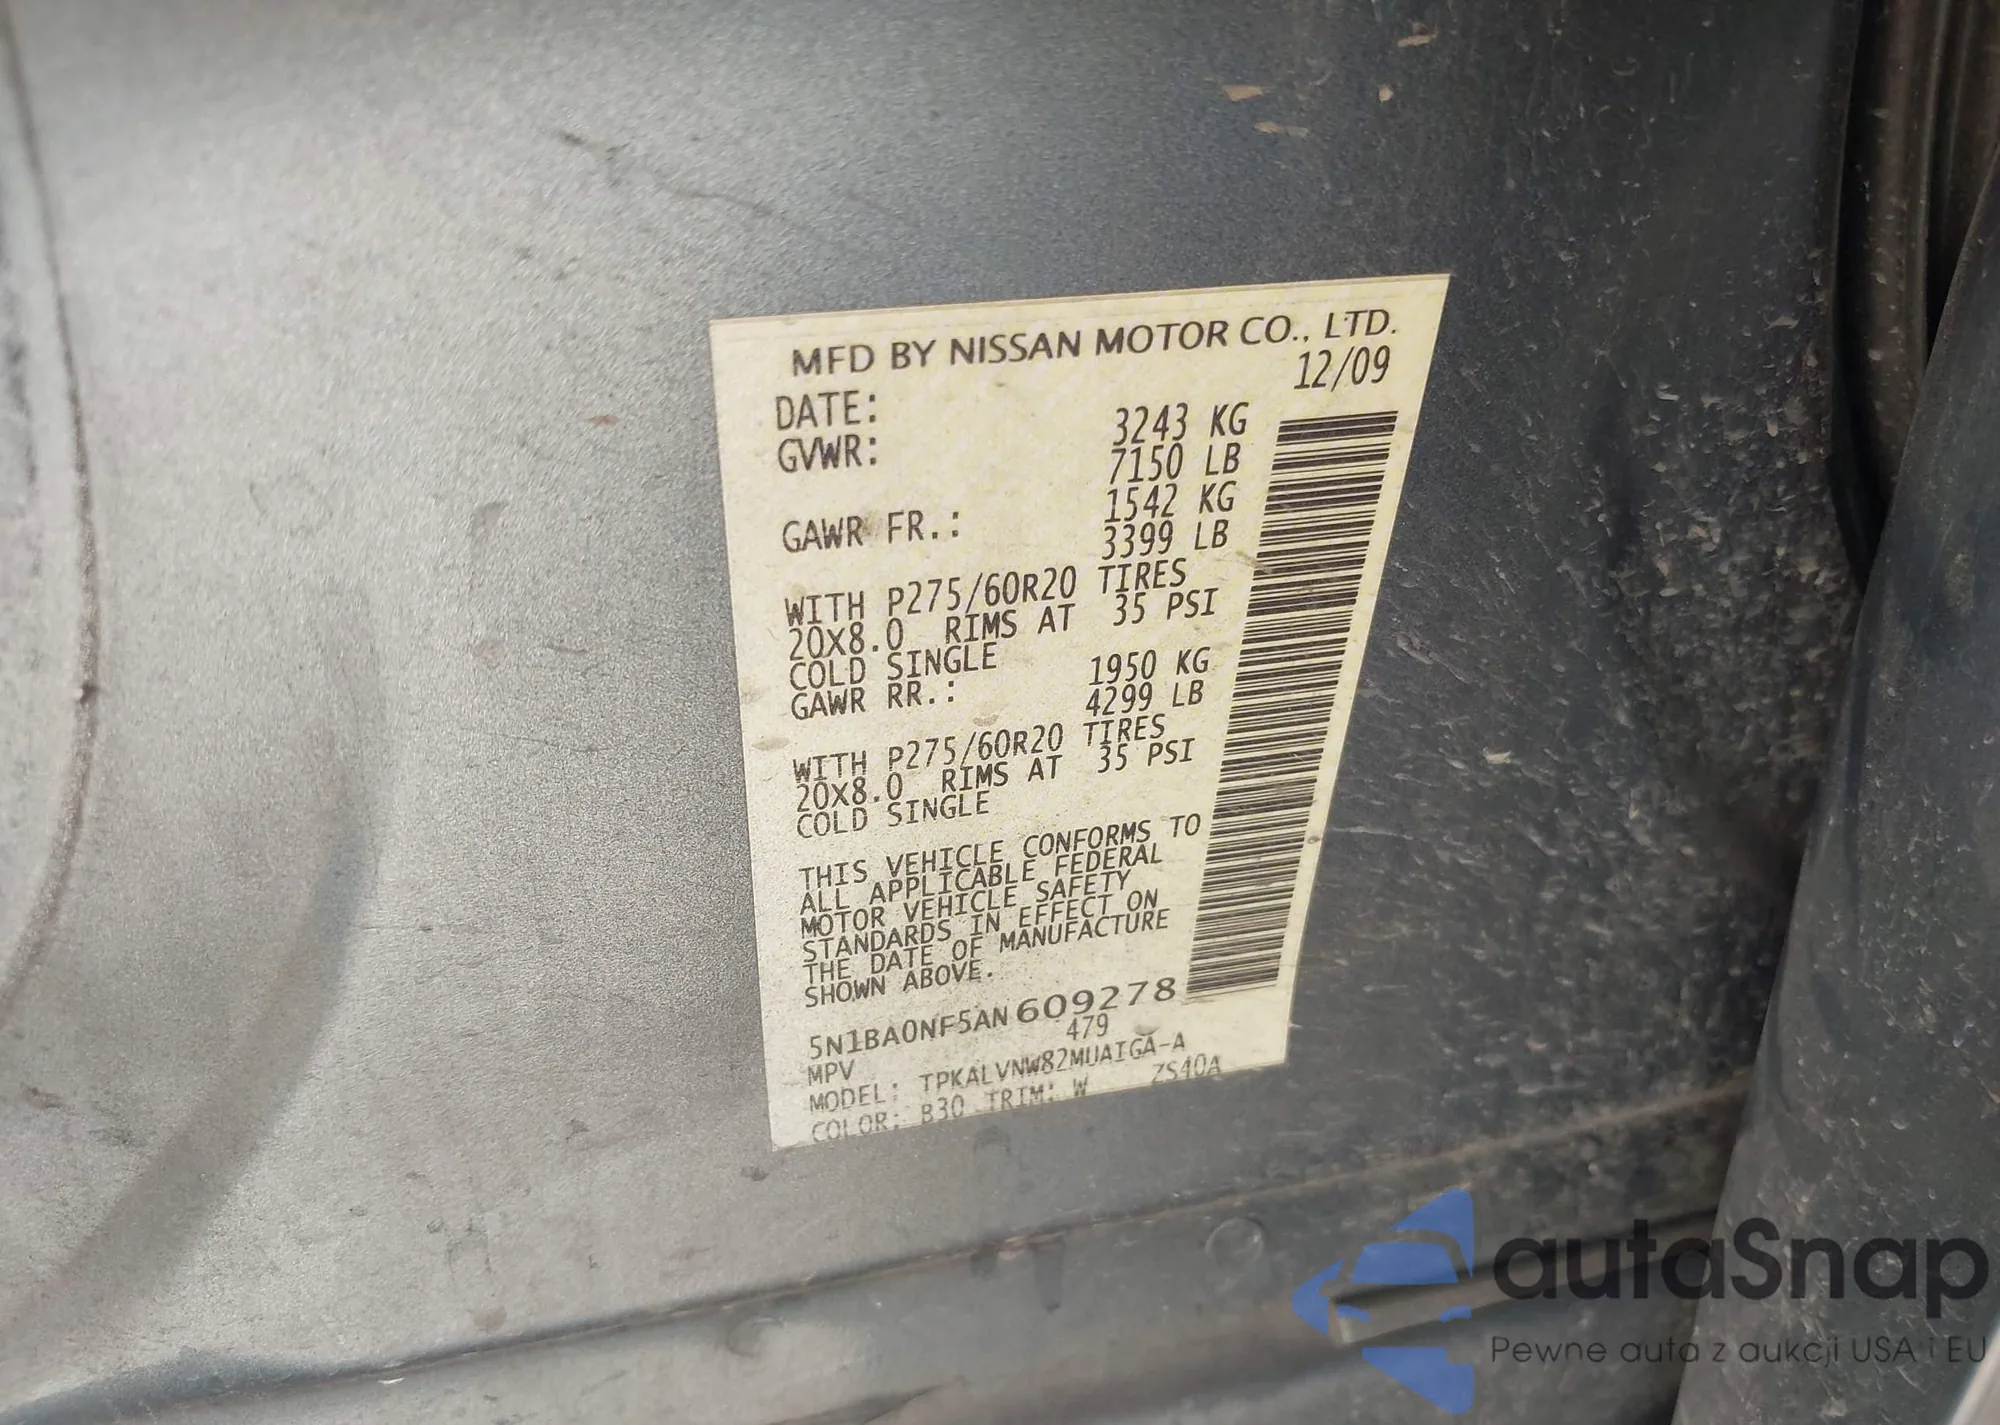 MFD BY NISSAN MOTOR CO., LTD.
DATE: 12/09
GVWR: 3243 KG
7150 LB
GAWR FR.: 1542 KG
3399 LB
WITH P275/60R20 TIRES
20X8.0 RIMS AT 35 PSI
COLD SINGLE
GAWR RR.: 1950 KG
4299 LB
WITH P275/60R20 TIRES
20X8.0 RIMS AT 35 PSI
COLD SINGLE
THIS VEHICLE CONFORMS TO
ALL APPLICABLE FEDERAL
MOTOR VEHICLE SAFETY
STANDARDS IN EFFECT ON
THE DATE OF MANUFACTURE
SHOWN ABOVE.
5N1BA0NF5AN609278
MPV 479
MODEL: TPKALVNW82MUAIGA-A
COLOR: B30 TRIM: W ZS40A
autaSnap
Pewne auta z aukcji USA i EU